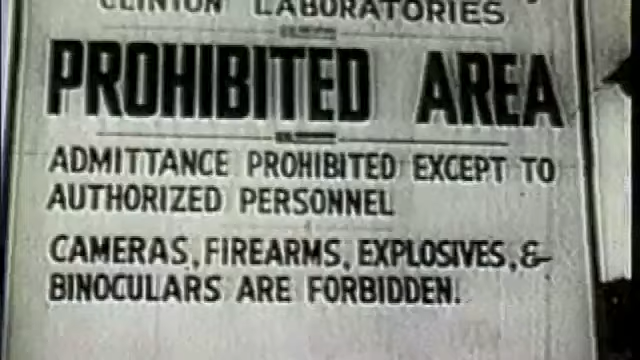 CLINTON LABORATORIES
PROHIBITED AREA
ADMITTANCE PROHIBITED EXCEPT TO
AUTHORIZED PERSONNEL
CAMERAS, FIREARMS, EXPLOSIVES, &
BINOCULARS ARE FORBIDDEN.